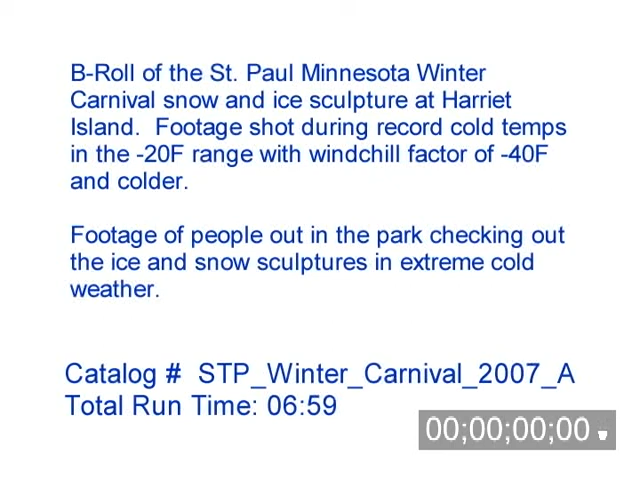 B-Roll of the St. Paul Minnesota Winter
Carnival snow and ice sculpture at Harriet
Island.  Footage shot during record cold temps
in the -20F range with windchill factor of -40F
and colder.
Footage of people out in the park checking out
the ice and snow sculptures in extreme cold
weather.
Catalog #  STP_Winter_Carnival_2007_A
Total Run Time: 06:59
00;00;00;00